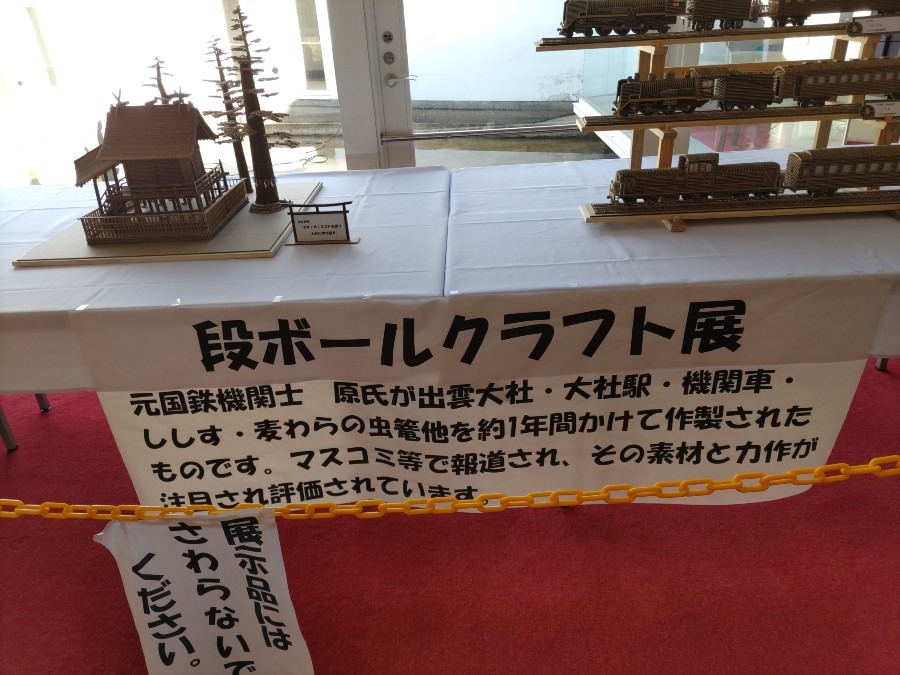 段ボールクラフト展
元国鉄機関士　原氏が出雲大社・大社駅・機関車・
ししす・麦わらの虫篭他を約1年間かけて作製された
ものです。マスコミ等で報道され、その素材と力作が
注目され評価されています。
展示品には
さわらないで
ください。